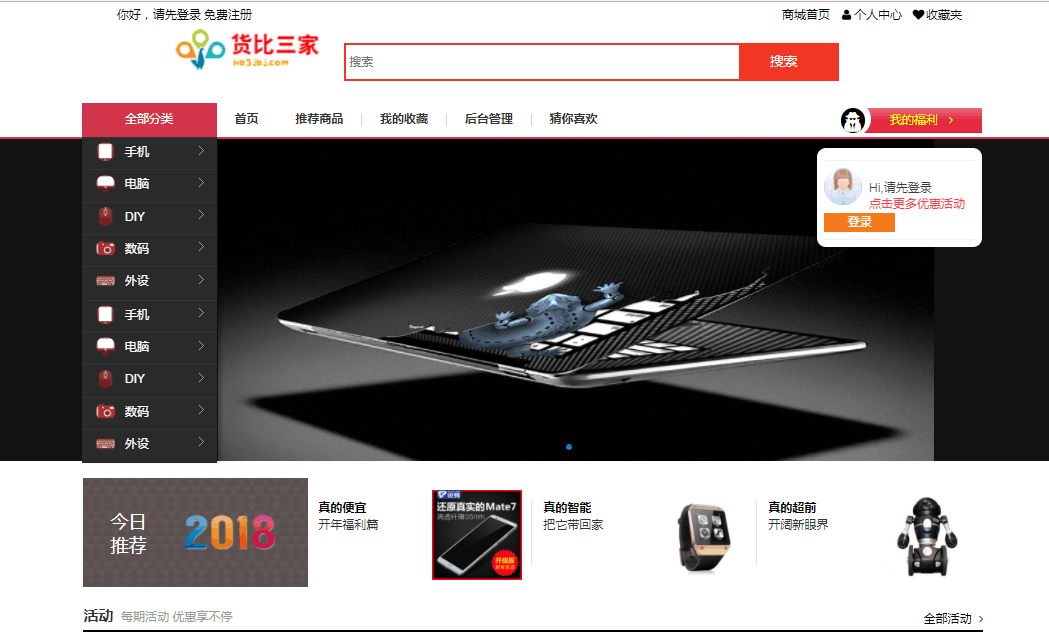 你好，请先登录 免费注册
商城首页 个人中心 收藏夹
货比三家
搜索 搜索
全部分类 首页 推荐商品 我的收藏 后台管理 猜你喜欢 我的福利
手机
电脑
DIY
数码
外设
手机
电脑
DIY
数码
外设
Hi,请先登录
点击更多优惠活动
登录
今日
推荐
2018
真的便宜
开年福利篇
还原真实的Mate7
升级版
真的智能
把它带回家
真的超前
开阔新眼界
活动 每期活动 优惠享不停
全部活动